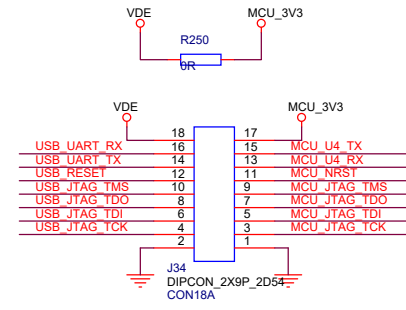 VDE MCU_3V3
R250
0R
VDE MCU_3V3
18 17
USB_UART_RX 16 15 MCU_U4_TX
USB_UART_TX 14 13 MCU_U4_RX
USB_RESET 12 11 MCU_NRST
USB_JTAG_TMS 10 9 MCU_JTAG_TMS
USB_JTAG_TDO 8 7 MCU_JTAG_TDO
USB_JTAG_TDI 6 5 MCU_JTAG_TDI
USB_JTAG_TCK 4 3 MCU_JTAG_TCK
2 1
J34
DIPCON_2X9P_2D54
CON18A